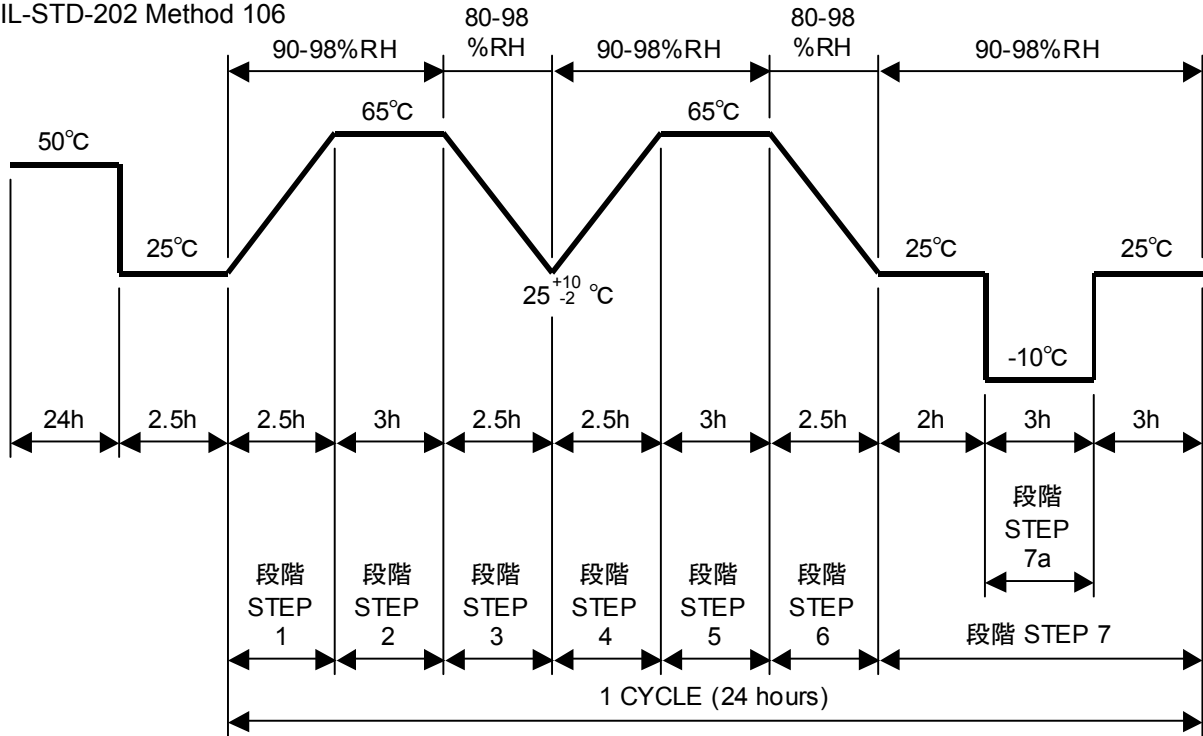 IL-STD-202 Method 106
80-98
%RH
80-98
%RH
90-98%RH
90-98%RH
90-98%RH
65℃
65℃
50℃
25℃
25℃
25℃
25 +10 -2 ℃
-10℃
24h
2.5h
2.5h
3h
2.5h
2.5h
3h
2.5h
2h
3h
3h
段階
STEP
7a
段階
STEP
1
段階
STEP
2
段階
STEP
3
段階
STEP
4
段階
STEP
5
段階
STEP
6
段階 STEP 7
1 CYCLE (24 hours)